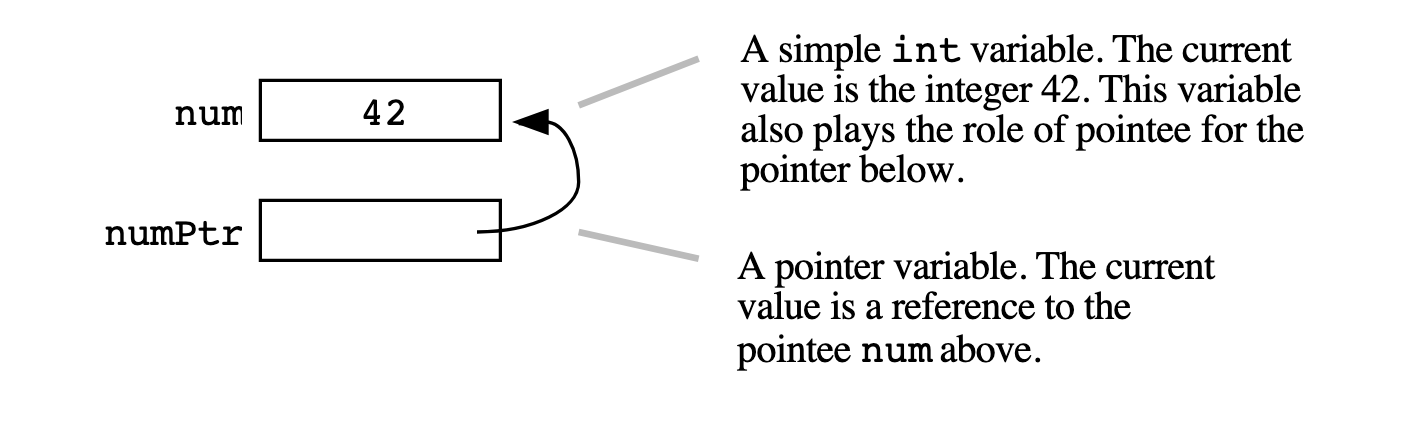 num
42
A simple int variable. The current
value is the integer 42. This variable
also plays the role of pointee for the
pointer below.
numPtr
A pointer variable. The current
value is a reference to the
pointee num above.